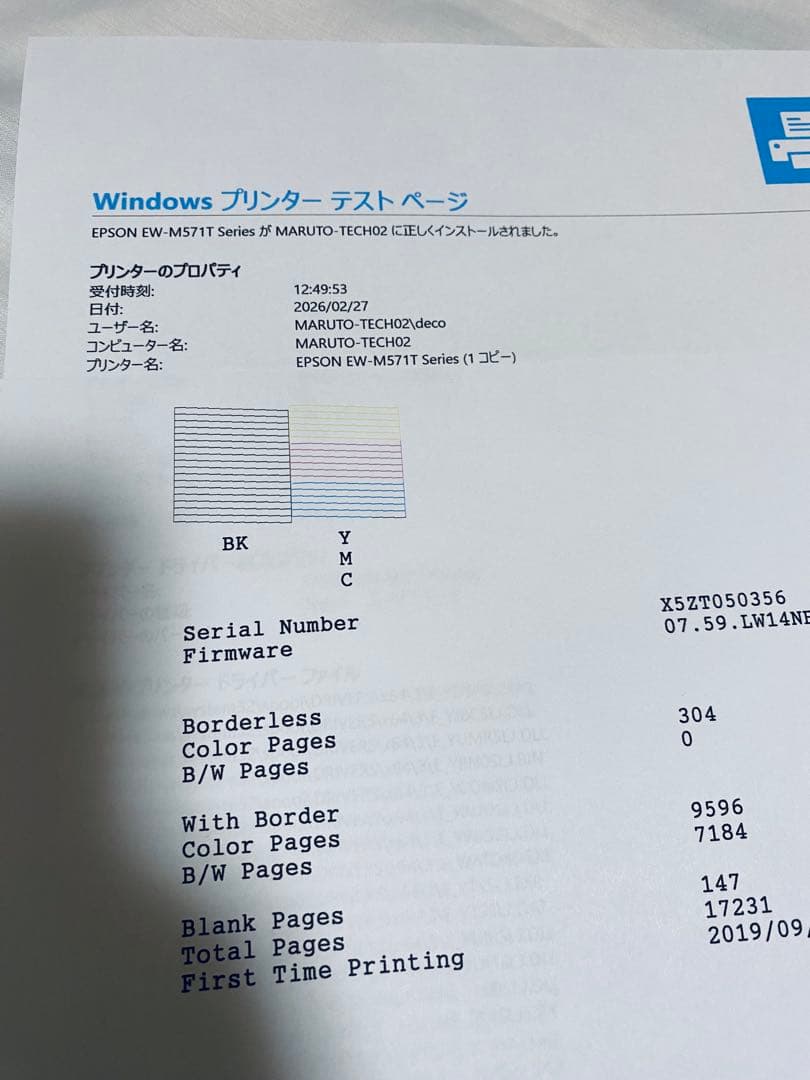 Windows プリンター テスト ページ
EPSON EW-M571T Series が MARUTO-TECH02 に正しくインストールされました。
プリンターのプロパティ
受付時刻: 12:49:53
日付: 2026/02/27
ユーザー名: MARUTO-TECH02\deco
コンピューター名: MARUTO-TECH02
プリンター名: EPSON EW-M571T Series (1 コピー)
BK Y
M
C
Serial Number X5ZT050356
Firmware 07.59.LW14
Borderless
Color Pages 304
B/W Pages 0
With Border
Color Pages 9596
B/W Pages 7184
Blank Pages 147
Total Pages 17231
First Time Printing 2019/09/